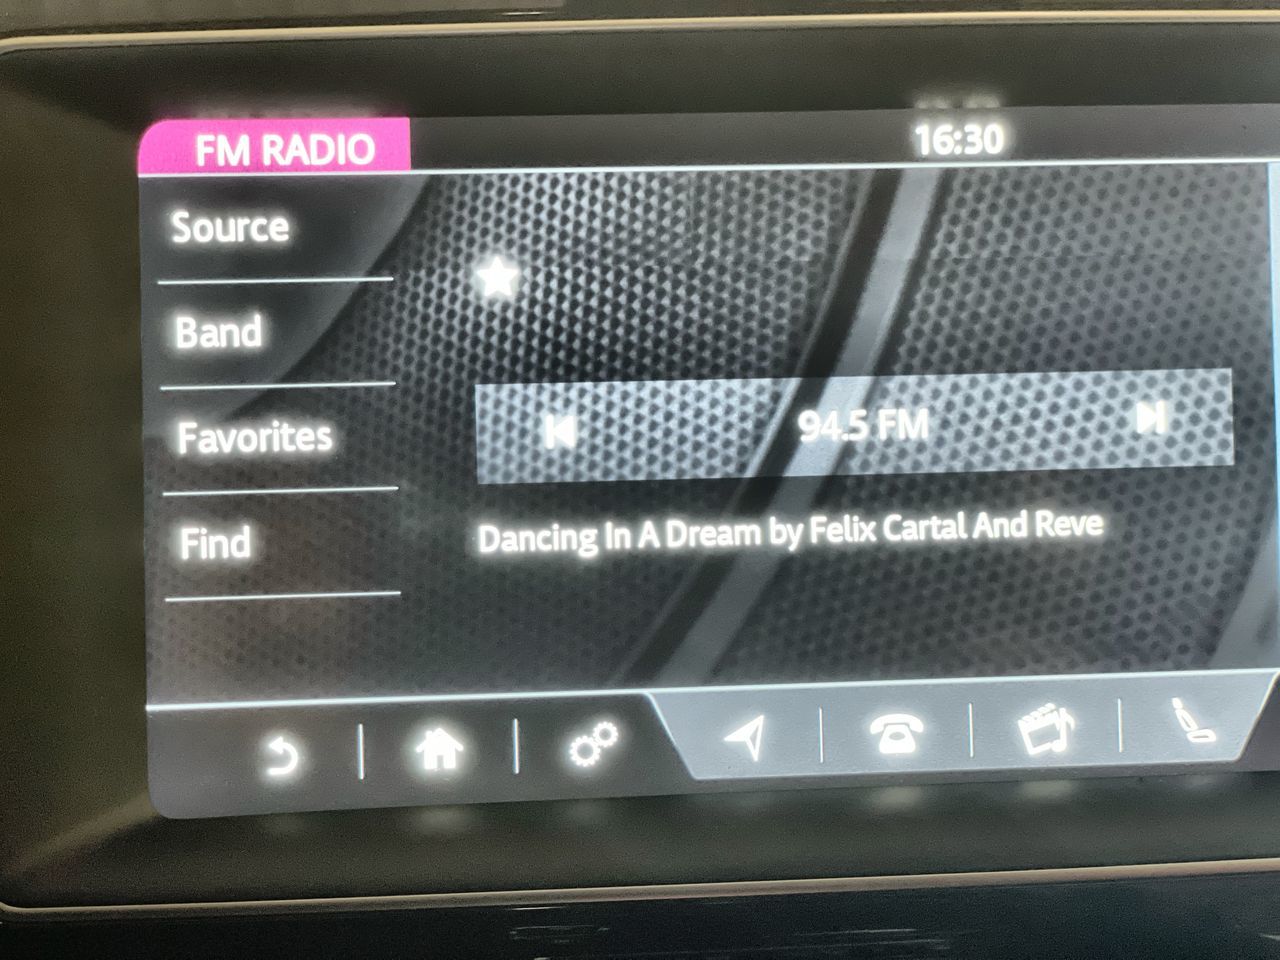 FM RADIO
16:30
Source
Band
Favorites
Find
94.5 FM
Dancing In A Dream by Felix Cartal And Reve